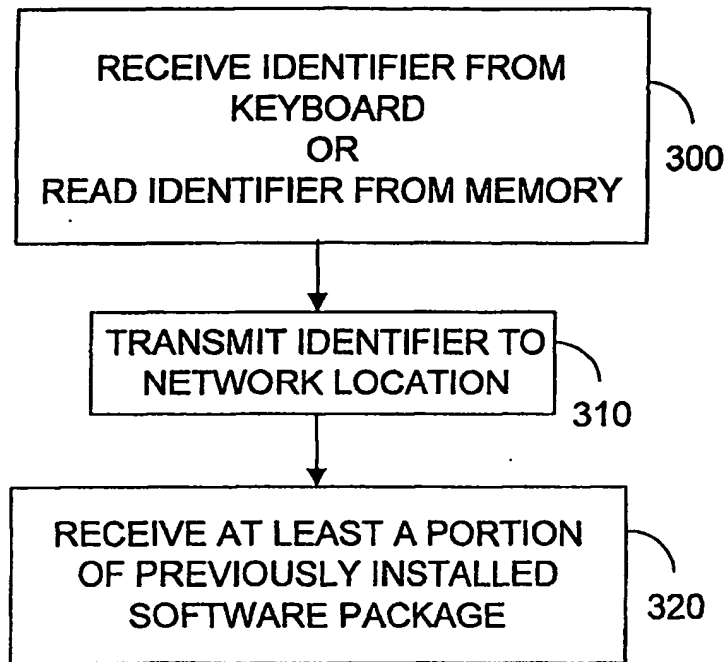 RECEIVE IDENTIFIER FROM
KEYBOARD
OR
READ IDENTIFIER FROM MEMORY
300
TRANSMIT IDENTIFIER TO
NETWORK LOCATION
310
RECEIVE AT LEAST A PORTION
OF PREVIOUSLY INSTALLED
SOFTWARE PACKAGE
320